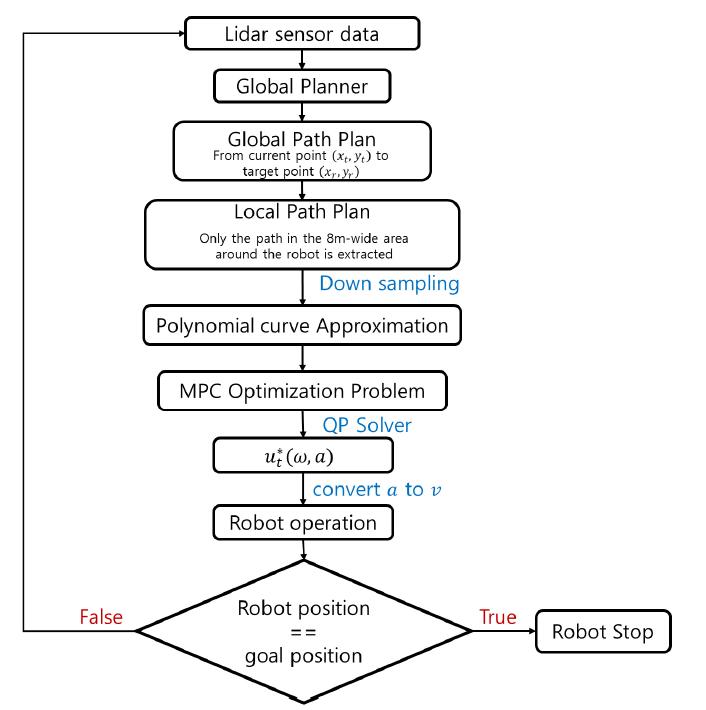 Lidar sensor data
Global Planner
Global Path Plan
From current point (x_t, y_t) to
target point (x_r, y_r)
Local Path Plan
Only the path in the 8m-wide area
around the robot is extracted
Down sampling
Polynomial curve Approximation
MPC Optimization Problem
QP Solver
u_t^*(ω, a)
convert a to v
Robot operation
Robot position
==
goal position
False
True
Robot Stop